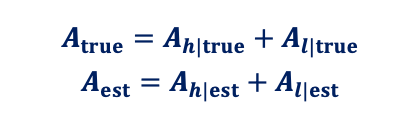 A_true = A_h|true + A_l|true
A_est = A_h|est + A_l|est